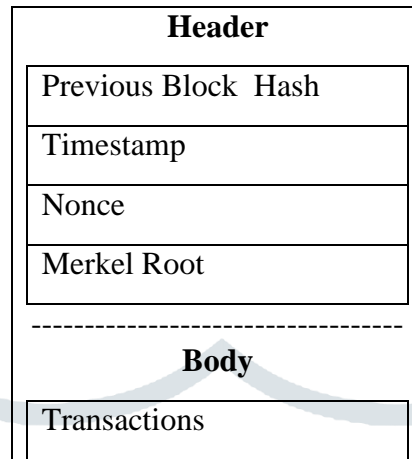 Header
Previous Block Hash
Timestamp
Nonce
Merkel Root
-----------------------------------
Body
Transactions